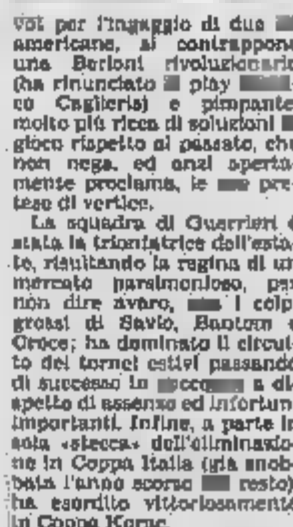 voi per l'ingaggio di due
americane, si contrappone
una Berloni rivoluzionaria
(ha rinunciato play
co Caglieris) e pimpante
molto più ricca di soluzioni
gioco rispetto al passato, che
non nega, ed anzi aperta-
mente proclama, le pre-
tese di vertice.
La squadra di Guerrieri è
stata la trionfatrice dell'esta-
te, risultando la regina di un
mercato parsimonioso, per
non dire avaro, i colpi
grossi di Savio, Bantom e
Croce; ha dominato il circui-
to dei tornei estivi passando
di successo in a di-
spetto di assenze ed infortuni
importanti. Infine, a parte la
sola «stecca» dell'eliminazio-
ne in Coppa Italia (già snob-
bata l'anno scorso resto)
ha esordito vittoriosamente
in Coppa Korac.